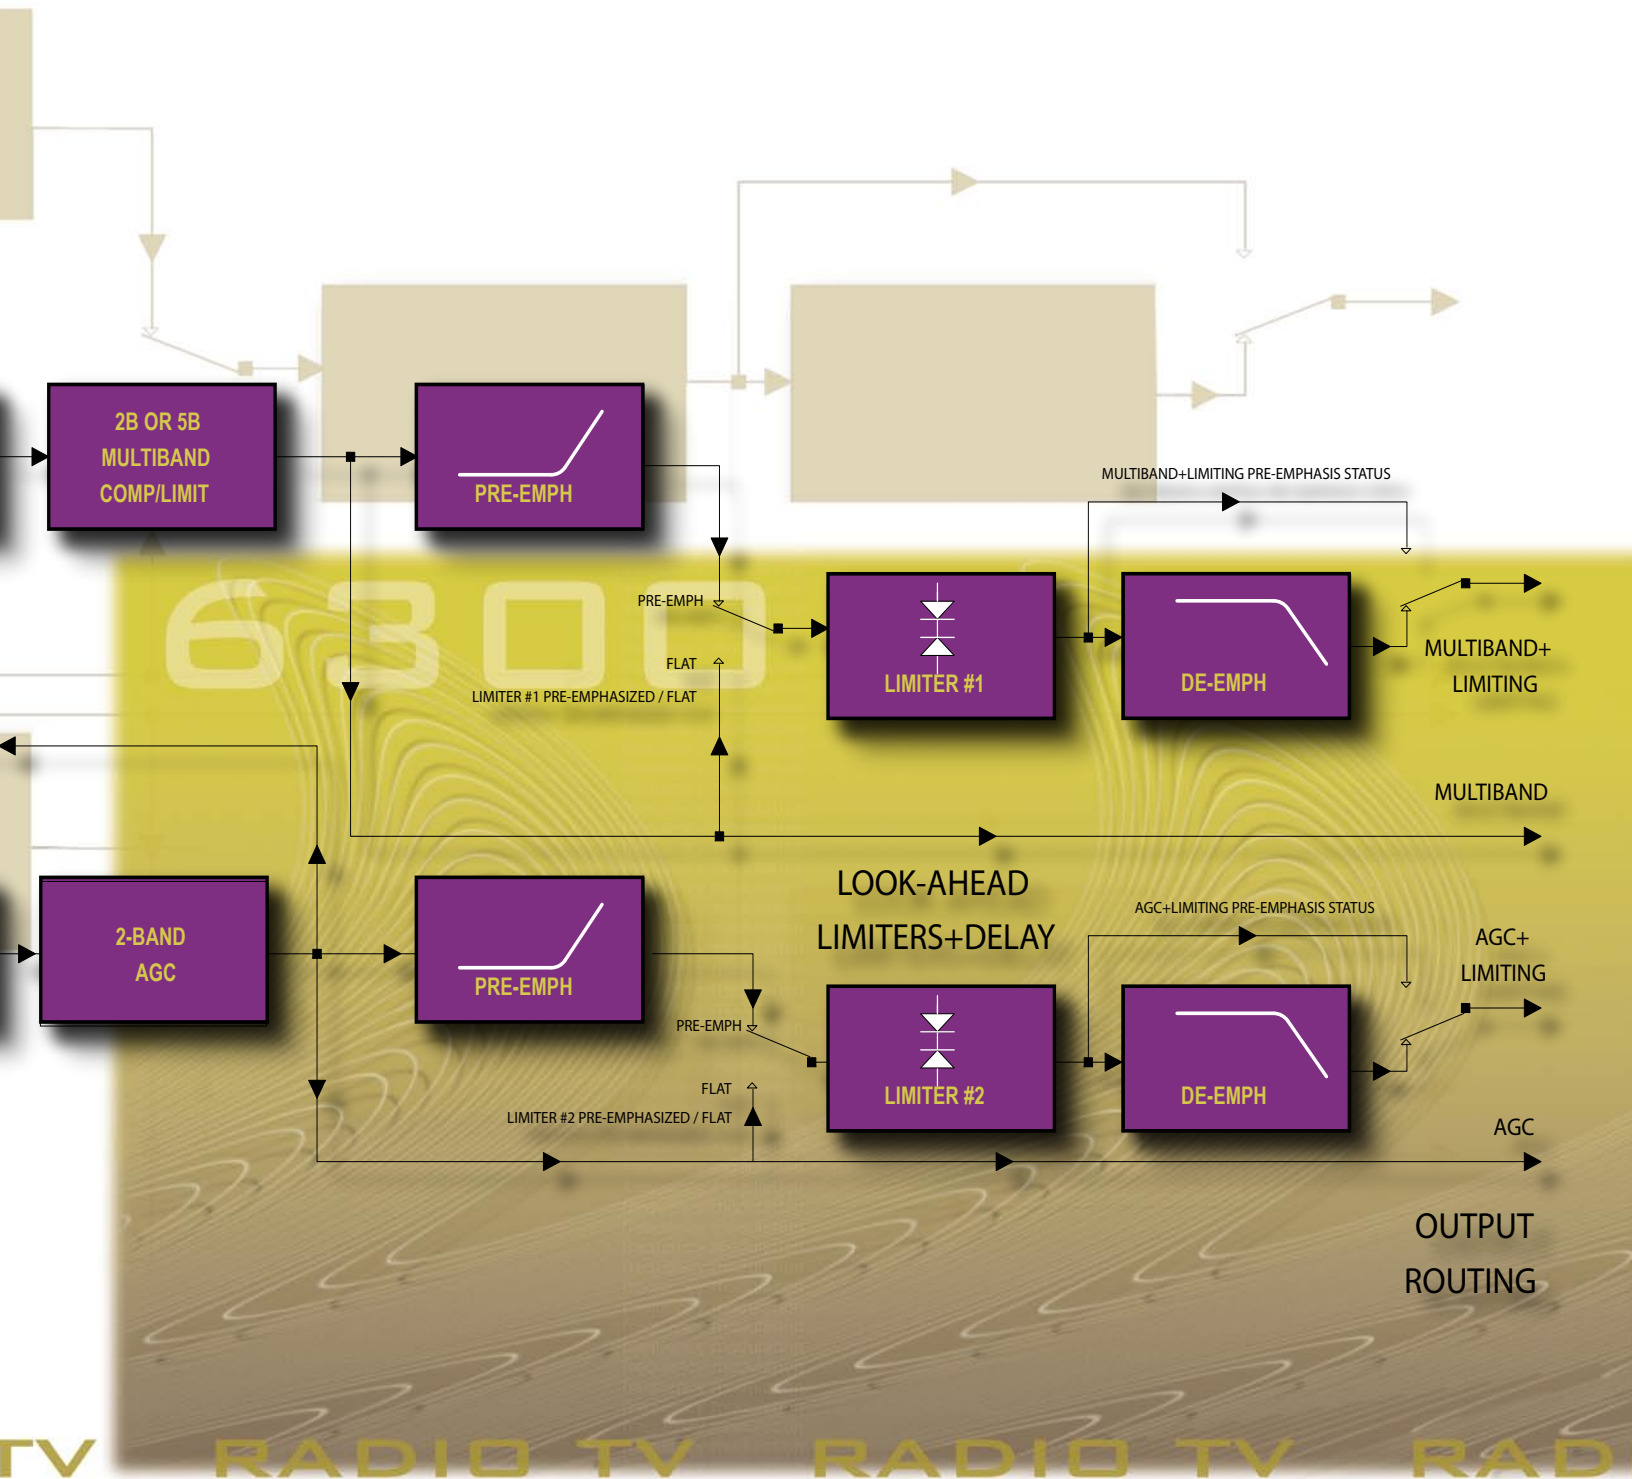 2B OR 5B
MULTIBAND
COMP/LIMIT
PRE-EMPH
MULTIBAND+LIMITING PRE-EMPHASIS STATUS
6300
PRE-EMPH
FLAT
LIMITER #1 PRE-EMPHASIZED / FLAT
LIMITER #1
DE-EMPH
MULTIBAND+
LIMITING
MULTIBAND
LOOK-AHEAD
LIMITERS+DELAY
2-BAND
AGC
PRE-EMPH
AGC+LIMITING PRE-EMPHASIS STATUS
AGC+
LIMITING
PRE-EMPH
FLAT
LIMITER #2 PRE-EMPHASIZED / FLAT
LIMITER #2
DE-EMPH
AGC
OUTPUT
ROUTING
TV RADIO TV RADIO TV RAD